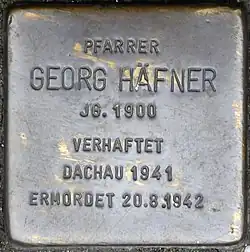 PFARRER
GEORG HÄFNER
JG. 1900
VERHAFTET
DACHAU 1941
ERMORDET 20.8.1942